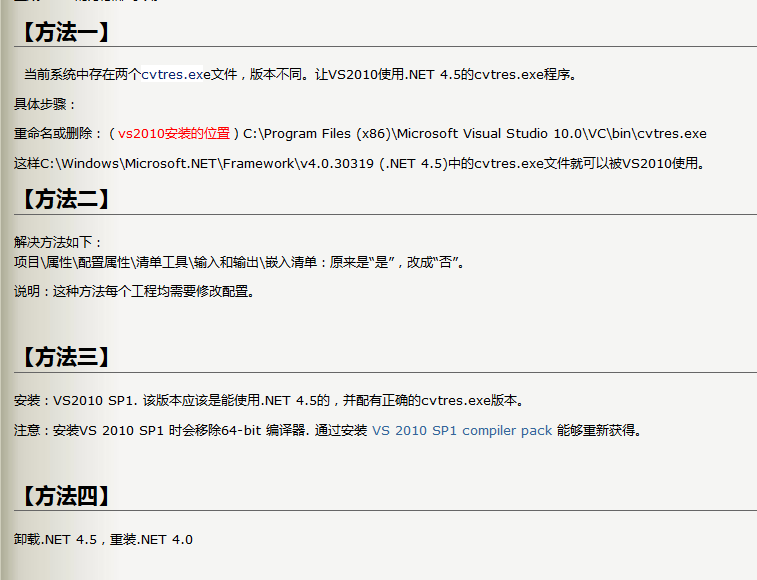 【方法一】
当前系统中存在两个cvtres.exe文件，版本不同。让VS2010使用.NET 4.5的cvtres.exe程序。
具体步骤：
重命名或删除：（vs2010安装的位置）C:\Program Files (x86)\Microsoft Visual Studio 10.0\VC\bin\cvtres.exe
这样C:\Windows\Microsoft.NET\Framework\v4.0.30319 (.NET 4.5)中的cvtres.exe文件就可以被VS2010使用。
【方法二】
解决方法如下：
项目\属性\配置属性\清单工具\输入和输出\嵌入清单：原来是“是”，改成“否”。
说明：这种方法每个工程均需要修改配置。
【方法三】
安装：VS2010 SP1. 该版本应该是能使用.NET 4.5的，并配有正确的cvtres.exe版本。
注意：安装VS 2010 SP1 时会移除64-bit 编译器. 通过安装 VS 2010 SP1 compiler pack 能够重新获得。
【方法四】
卸载.NET 4.5，重装.NET 4.0